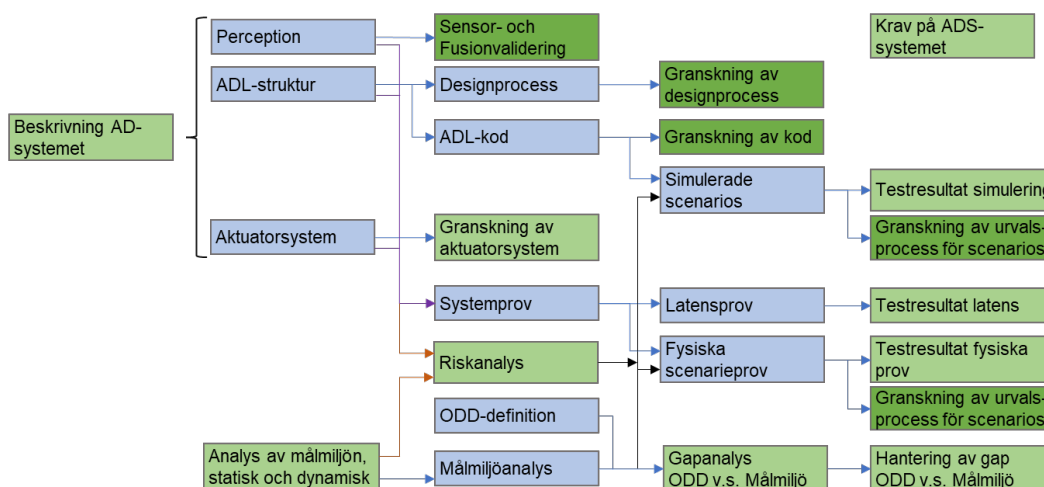 Perception
Sensor- och
Fusionvalidering
Krav på ADS-
systemet
ADL-struktur
Designprocess
Granskning av
designprocess
Beskrivning AD-
systemet
ADL-kod
Granskning av kod
Simulerade
scenarios
Testresultat simulering
Aktuatorsystem
Granskning av
aktuatorsystem
Granskning av urvals-
process för scenarios
Systemprov
Latensprov
Testresultat latens
Riskanalys
Fysiska
scenarieprov
Testresultat fysiska
prov
ODD-definition
Granskning av urvals-
process för scenarios
Analys av målmiljön,
statisk och dynamisk
Målmiljöanalys
Gapanalys
ODD v.s. Målmiljö
Hantering av gap
ODD v.s. Målmiljö